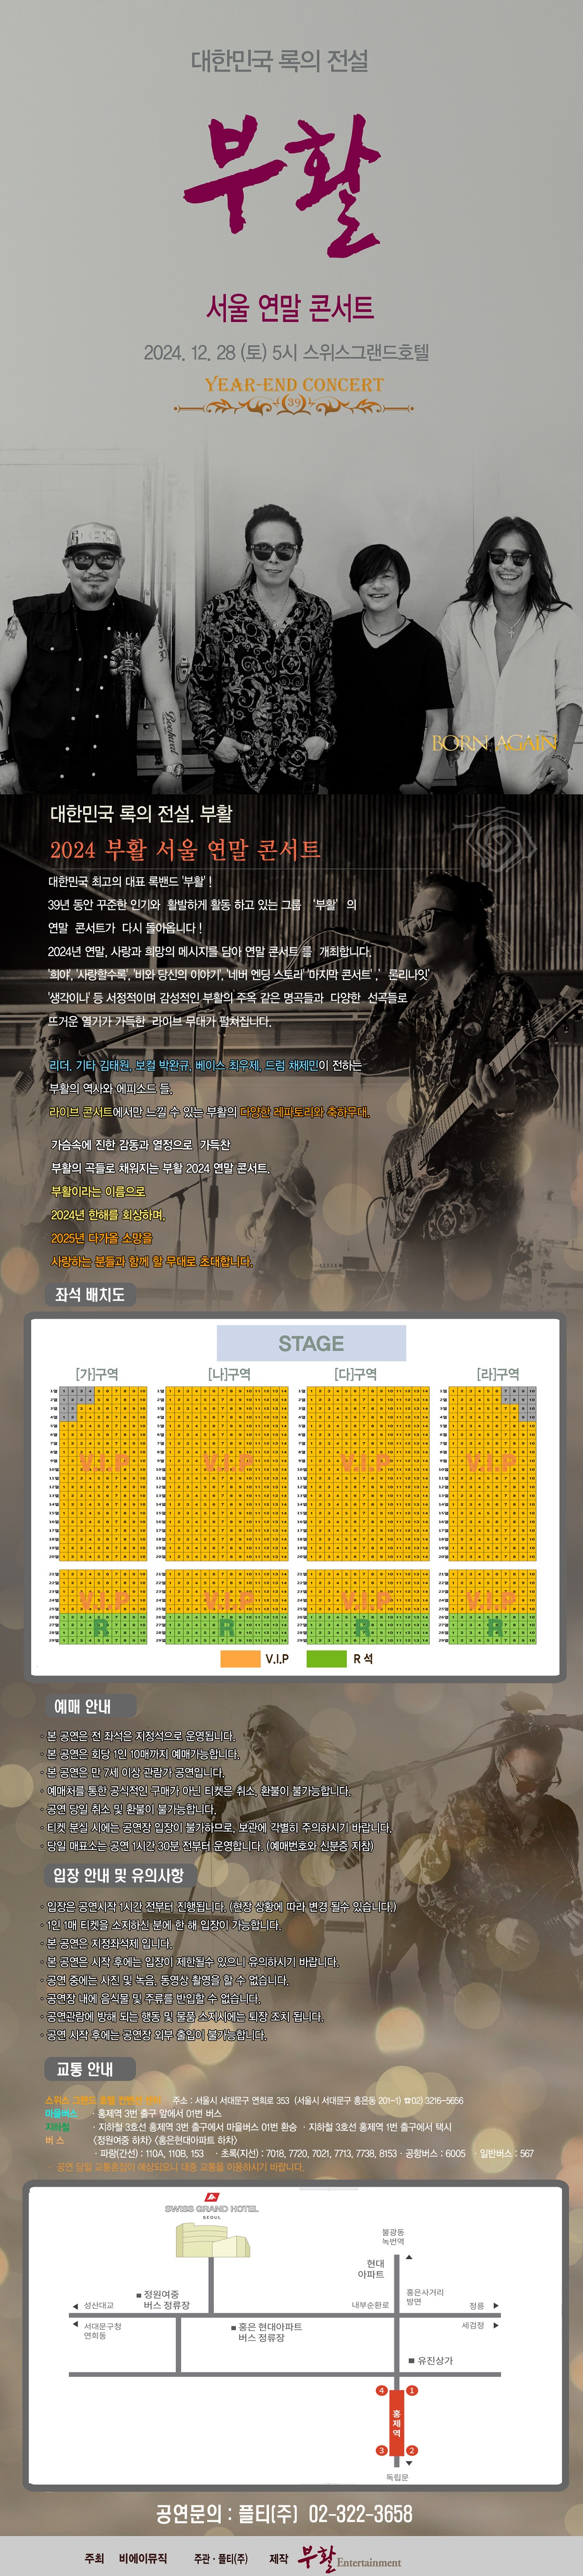 대한민국 록의 전설
부활
서울 연말 콘서트
2024. 12. 28 (토) 5시 스위스그랜드호텔
YEAR-END CONCERT
39
BORN AGAIN
대한민국 록의 전설. 부활
2024 부활 서울 연말 콘서트
대한민국 최고의 대표 록밴드 '부활' !
39년 동안 꾸준한 인기와 활발하게 활동 하고 있는 그룹 '부활' 의
연말 콘서트가 다시 돌아옵니다 !
2024년 연말, 사랑과 희망의 메시지를 담아 연말 콘서트 를 개최합니다.
'희야', '사랑할수록', '비와 당신의 이야기', '네버 엔딩 스토리' '마지막 콘서트' ,' 론리나잇'
'생각이나' 등 서정적이며 감성적인 부활의 주옥 같은 명곡들과 다양한 선곡들로
뜨거운 열기가 가득한 라이브 무대가 펼쳐집니다.
리더, 기타 김태원, 보컬 박완규, 베이스 최우제, 드럼 채제민이 전하는
부활의 역사와 에피소드 들.
라이브 콘서트에서만 느낄 수 있는 부활의 다양한 레파토리와 축하무대.
가슴속에 진한 감동과 열정으로 가득찬
부활의 곡들로 채워지는 부활 2024 연말 콘서트.
부활이라는 이름으로
2024년 한해를 회상하며,
2025년 다가올 소망을
사랑하는 분들과 함께 할 무대로 초대합니다.
좌석 배치도
STAGE
[가]구역 [나]구역 [다]구역 [라]구역
V.I.P V.I.P V.I.P V.I.P
V.I.P V.I.P V.I.P V.I.P
R R R R
V.I.P R 석
예매 안내
· 본 공연은 전 좌석은 지정석으로 운영됩니다.
· 본 공연은 회당 1인 10매까지 예매가능합니다.
· 본 공연은 만 7세 이상 관람가 공연입니다.
· 예매처를 통한 공식적인 구매가 아닌 티켓은 취소, 환불이 불가능합니다.
· 공연 당일 취소 및 환불이 불가능합니다.
· 티켓 분실 시에는 공연장 입장이 불가하므로, 보관에 각별히 주의하시기 바랍니다.
· 당일 매표소는 공연 1시간 30분 전부터 운영합니다. (예매번호와 신분증 지참)
입장 안내 및 유의사항
· 입장은 공연시작 1시간 전부터 진행됩니다. (현장 상황에 따라 변경 될수 있습니다.)
· 1인 1매 티켓을 소지하신 분에 한 해 입장이 가능합니다.
· 본 공연은 지정좌석제 입니다.
· 본 공연은 시작 후에는 입장이 제한될수 있으니 유의하시기 바랍니다.
· 공연 중에는 사진 및 녹음, 동영상 촬영을 할 수 없습니다.
· 공연장 내에 음식물 및 주류를 반입할 수 없습니다.
· 공연관람에 방해 되는 행동 및 물품 소지시에는 퇴장 조치 됩니다.
· 공연 시작 후에는 공연장 외부 출입이 불가능합니다.
교통 안내
스위스 그랜드 호텔 컨벤션 주소 : 서울시 서대문구 연희로 353 (서울시 서대문구 홍은동 201-1) ☎02) 3216-5656
마을버스 · 홍제역 3번 출구 앞에서 01번 버스
지하철 · 지하철 3호선 홍제역 3번 출구에서 마을버스 01번 환승 · 지하철 3호선 홍제역 1번 출구에서 택시
버 스 〈정원여중 하차〉 〈홍은현대아파트 하차〉
· 파랑(간선) : 110A, 110B, 153 · 초록(지선) : 7018, 7720, 7021, 7713, 7738, 8153 · 공항버스 : 6005 · 일반버스 : 567
· 공연 당일 교통혼잡이 예상되오니 대중 교통을 이용하시기 바랍니다.
SWISS GRAND HOTEL
SEOUL
불광동
녹번역
현대
아파트
■ 정원여중
버스 정류장
홍은사거리
방면
◀ 성산대교
내부순환로
정릉 ▶
◀ 서대문구청
연희동
■ 홍은 현대아파트
버스 정류장
세검정 ▶
■ 유진상가
4 1
홍제역
3 2
독립문
공연문의 : 플티(주) 02-322-3658
주최 비에이뮤직 주관 · 플티(주) 제작 부활 Entertainment